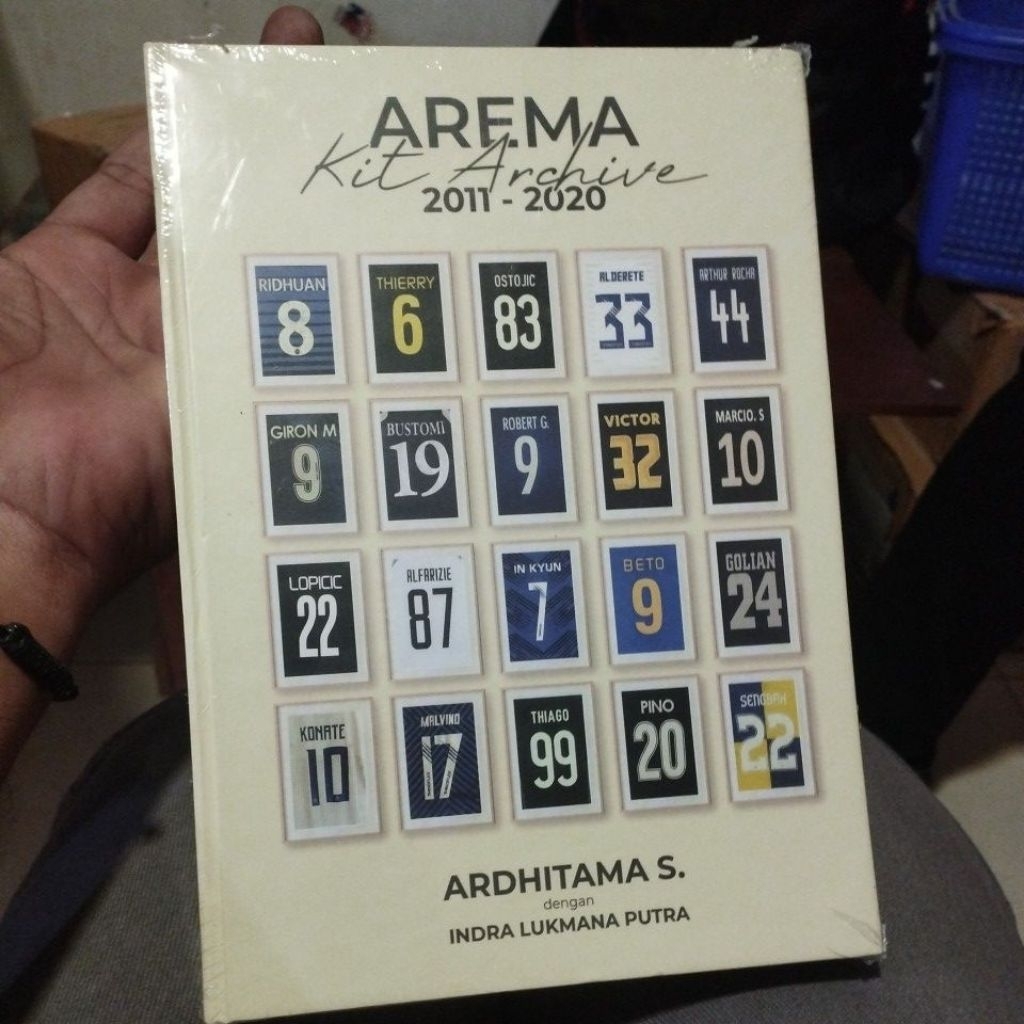 AREMA
Kit Archive
2011 - 2020
RIDHUAN
8
THIERRY
6
OSTOJIC
83
ALDERETE
33
ARTHUR ROCHA
44
GIRON M
9
BUSTOMI
19
ROBERT G.
9
VICTOR
32
MARCIO. S
10
LOPICIC
22
ALFARIZIE
87
IN KYUN
7
BETO
9
GOLIAN
24
KONATE
10
MALVINO
17
THIAGO
99
PINO
20
SENGBAH
22
ARDHITAMA S.
dengan
INDRA LUKMANA PUTRA